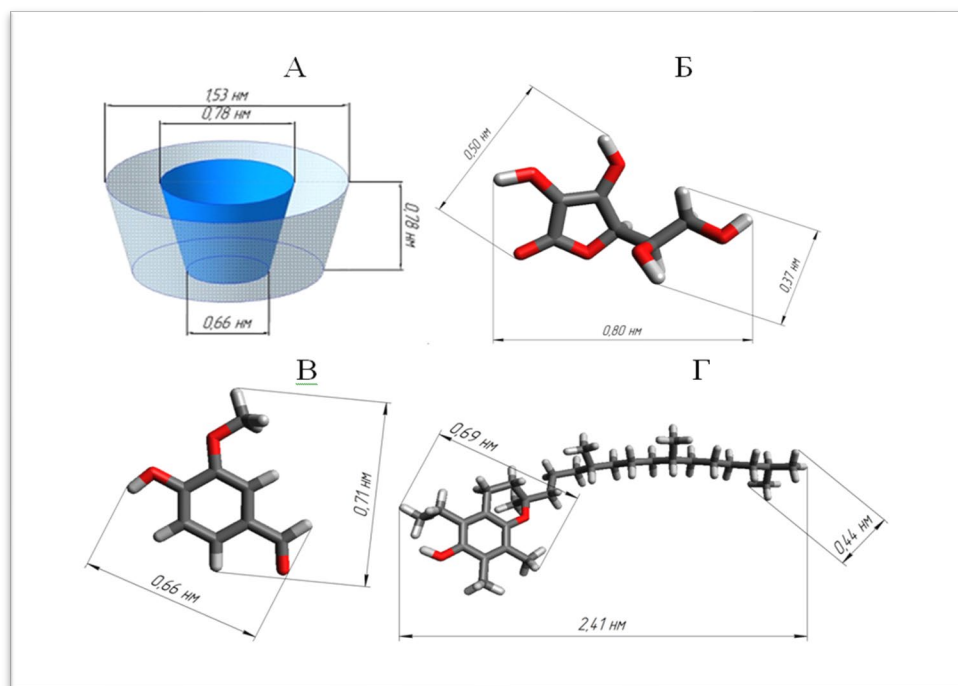 А
1,53 нм
0,78 нм
0,78 нм
0,66 нм
Б
0,50 нм
0,37 нм
0,80 нм
В
0,71 нм
0,66 нм
Г
0,69 нм
0,44 нм
2,41 нм